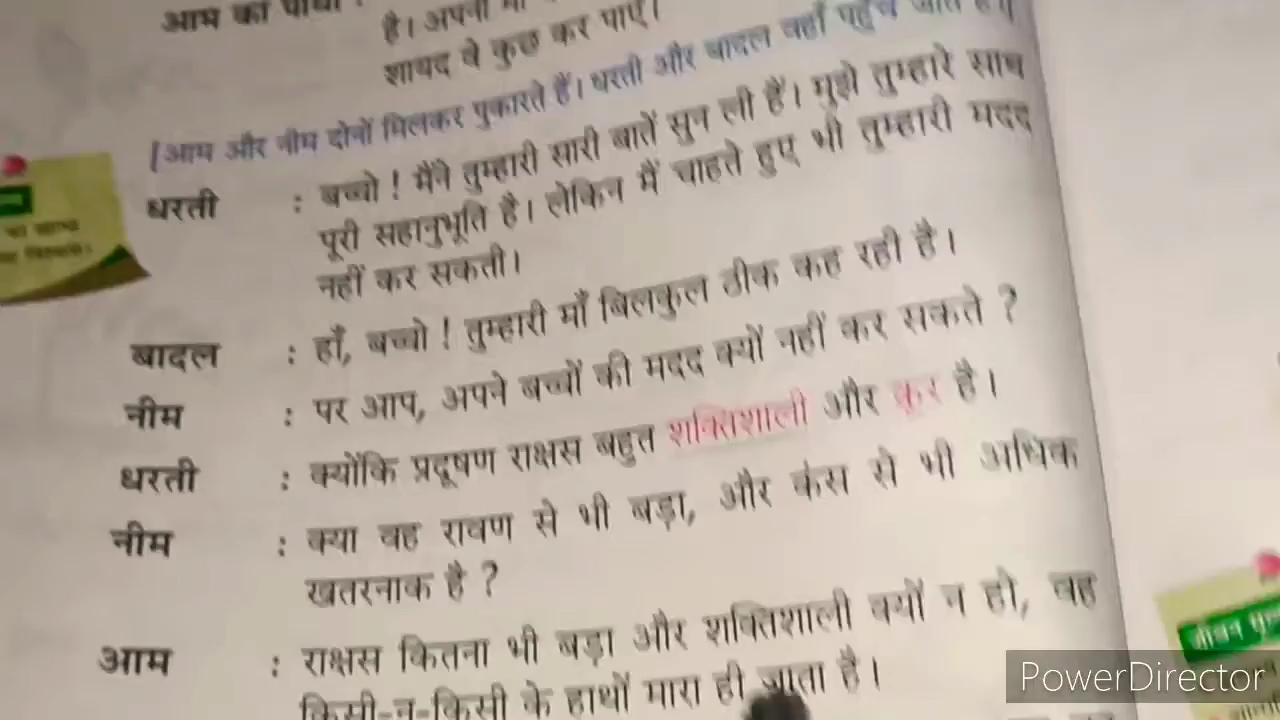 आम का पौधा :
है। अपनी माँ
शायद वे कुछ कर पाएँ।
[आम और नीम दोनों मिलकर पुकारते हैं। धरती और बादल वहाँ पहुँच जाते हैं।]
धरती : बच्चो ! मैंने तुम्हारी सारी बातें सुन ली हैं। मुझे तुम्हारे साथ
पूरी सहानुभूति है। लेकिन मैं चाहते हुए भी तुम्हारी मदद
नहीं कर सकती।
बादल : हाँ, बच्चो ! तुम्हारी माँ बिलकुल ठीक कह रही है।
नीम : पर आप, अपने बच्चों की मदद क्यों नहीं कर सकते ?
धरती : क्योंकि प्रदूषण राक्षस बहुत शक्तिशाली और क्रूर है।
नीम : क्या वह रावण से भी बड़ा, और कंस से भी अधिक
खतरनाक है ?
आम : राक्षस कितना भी बड़ा और शक्तिशाली क्यों न हो, वह
किसी-न-किसी के हाथों मारा ही जाता है।
जीवन मूल्य
PowerDirector